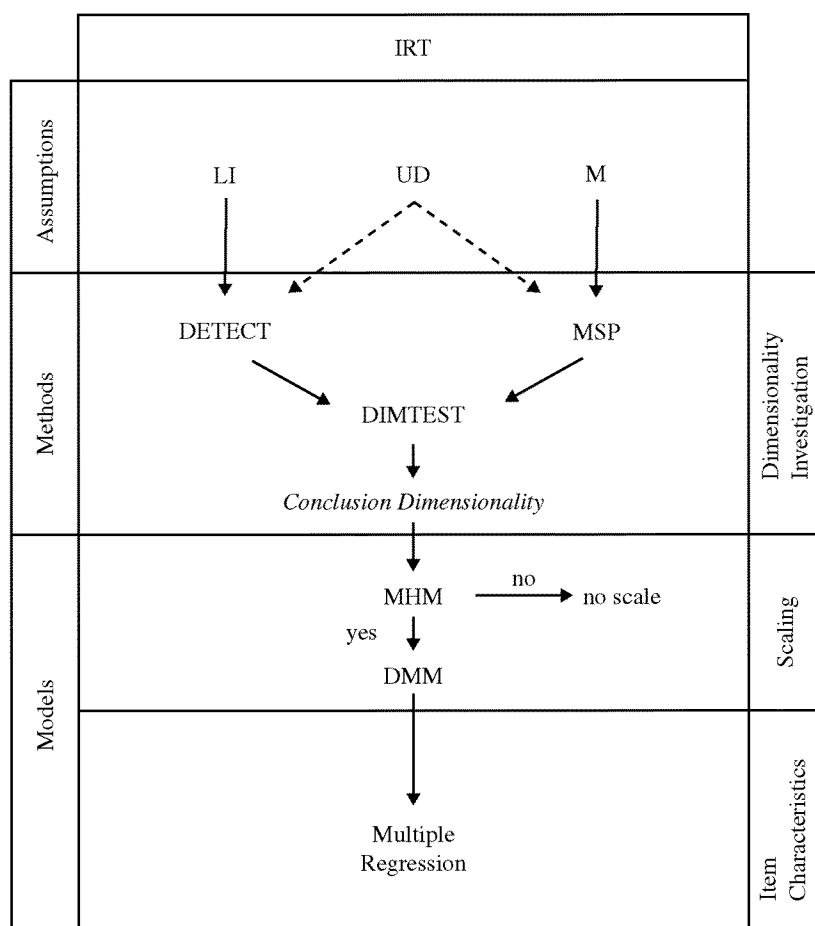 IRT
Assumptions
LI
UD
M
Methods
DETECT
MSP
DIMTEST
Conclusion Dimensionality
Dimensionality
Investigation
Models
MHM
no
no scale
yes
DMM
Scaling
Multiple
Regression
Item
Characteristics